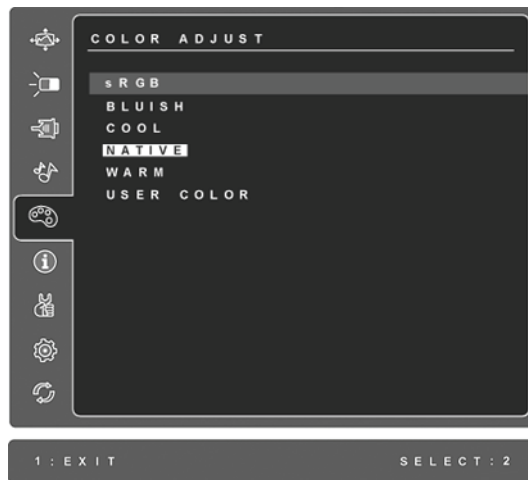 COLOR ADJUST
sRGB
BLUISH
COOL
NATIVE
WARM
USER COLOR
1:EXIT SELECT:2